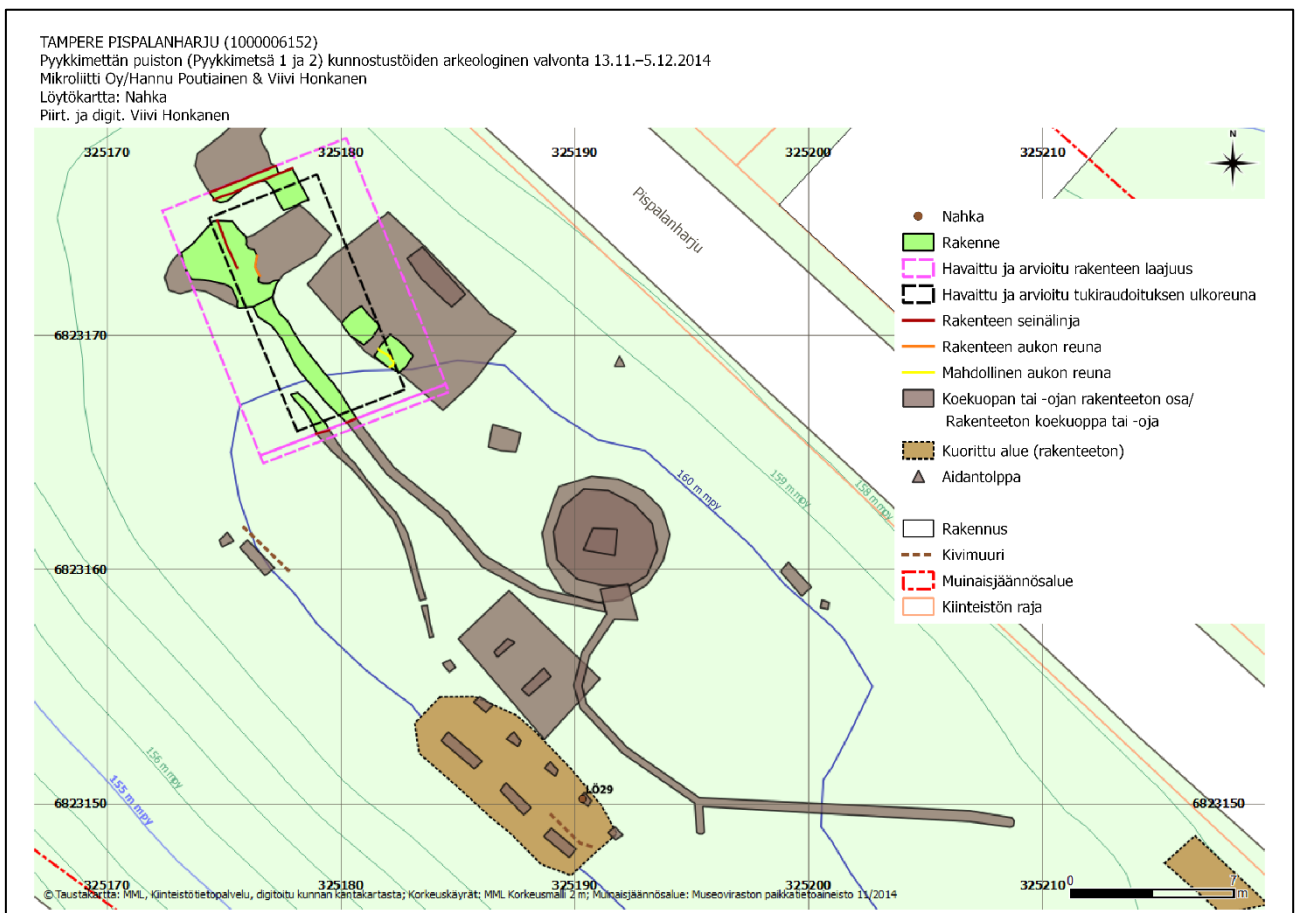 TAMPERE PISPALANHARJU (1000006152)
Pyykkimettän puiston (Pyykkimetsä 1 ja 2) kunnostustöiden arkeologinen valvonta 13.11.–5.12.2014
Mikroliitti Oy/Hannu Poutiainen & Viivi Honkanen
Löytökartta: Nahka
Piirt. ja digit. Viivi Honkanen
325170
325180
325190
325200
325210
N
Pispalanharju
Nahka
Rakenne
Havaittu ja arvioitu rakenteen laajuus
Havaittu ja arvioitu tukiraudoituksen ulkoreuna
Rakenteen seinälinja
Rakenteen aukon reuna
Mahdollinen aukon reuna
Koekuopan tai -ojan rakenteeton osa/
Rakenteeton koekuoppa tai -oja
Kuorittu alue (rakenteeton)
Aidantolppa
Rakennus
Kivimuuri
Muinaisjäännösalue
Kiinteistön raja
6823170
160 m mpy
159 m mpy
158 m mpy
6823160
156 m mpy
155 m mpy
LÖ29
6823150
6823150
325170
325180
325190
325200
325210
0
7
m
© Taustakartta: MML, Kiinteistötietopalvelu, digitoitu kunnan kantakartasta; Korkeuskäyrät: MML Korkeusmalli 2 m; Muinaisjäännösalue: Museoviraston paikkatietoaineisto 11/2014